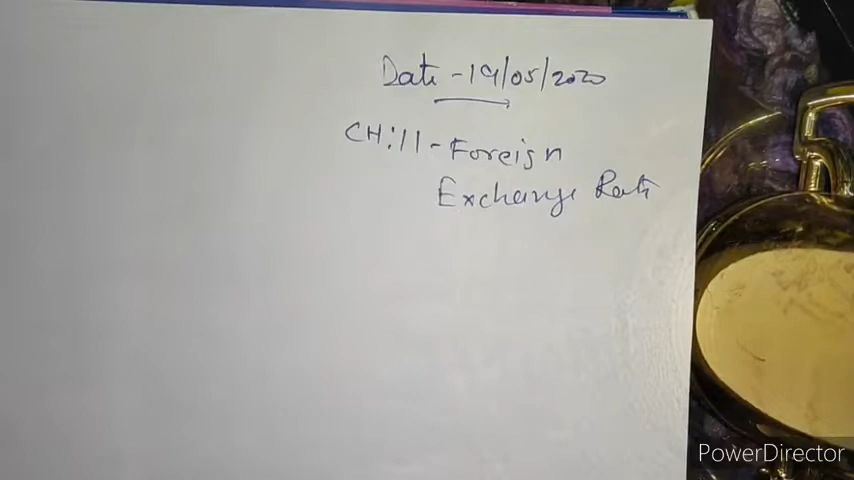 Date - 19/05/2020
CH:11 - Foreign
Exchange Rate
PowerDirector